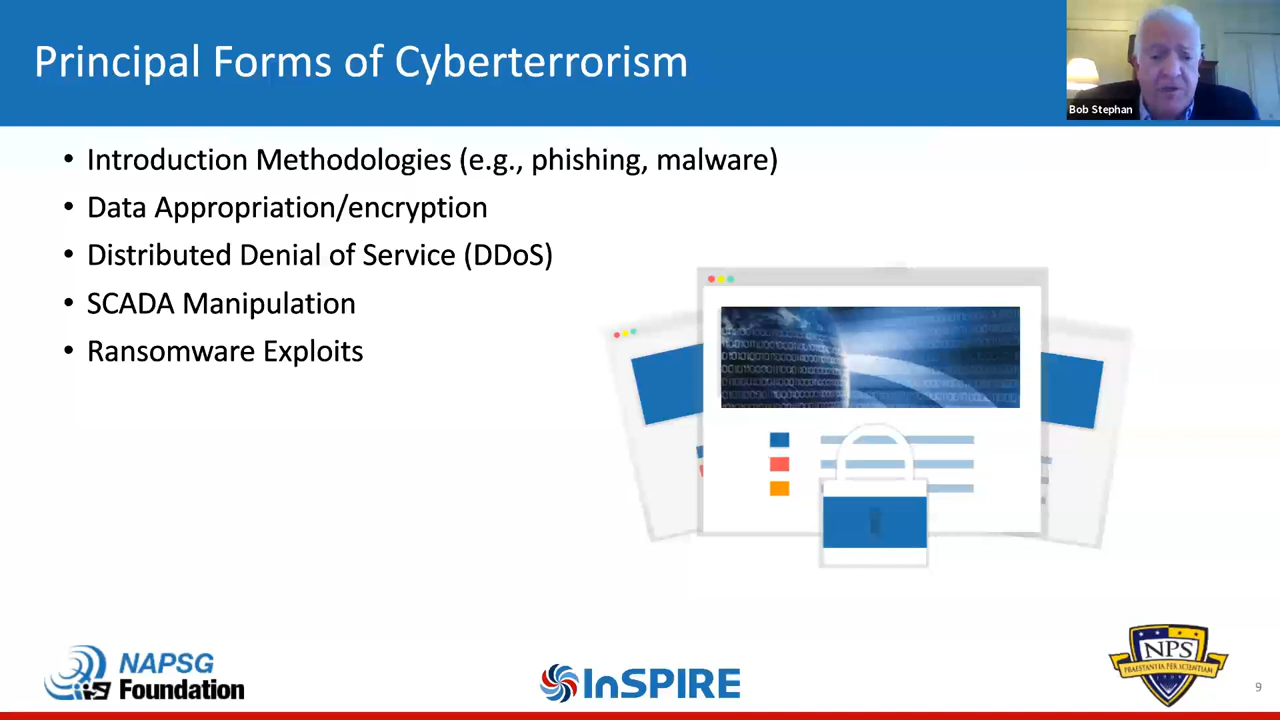 Principal Forms of Cyberterrorism
Bob Stephan
• Introduction Methodologies (e.g., phishing, malware)
• Data Appropriation/encryption
• Distributed Denial of Service (DDoS)
• SCADA Manipulation
• Ransomware Exploits
NAPSG
Foundation
InSPIRE
NPS
PRAESTANTIA PER SCIENTIAM
9